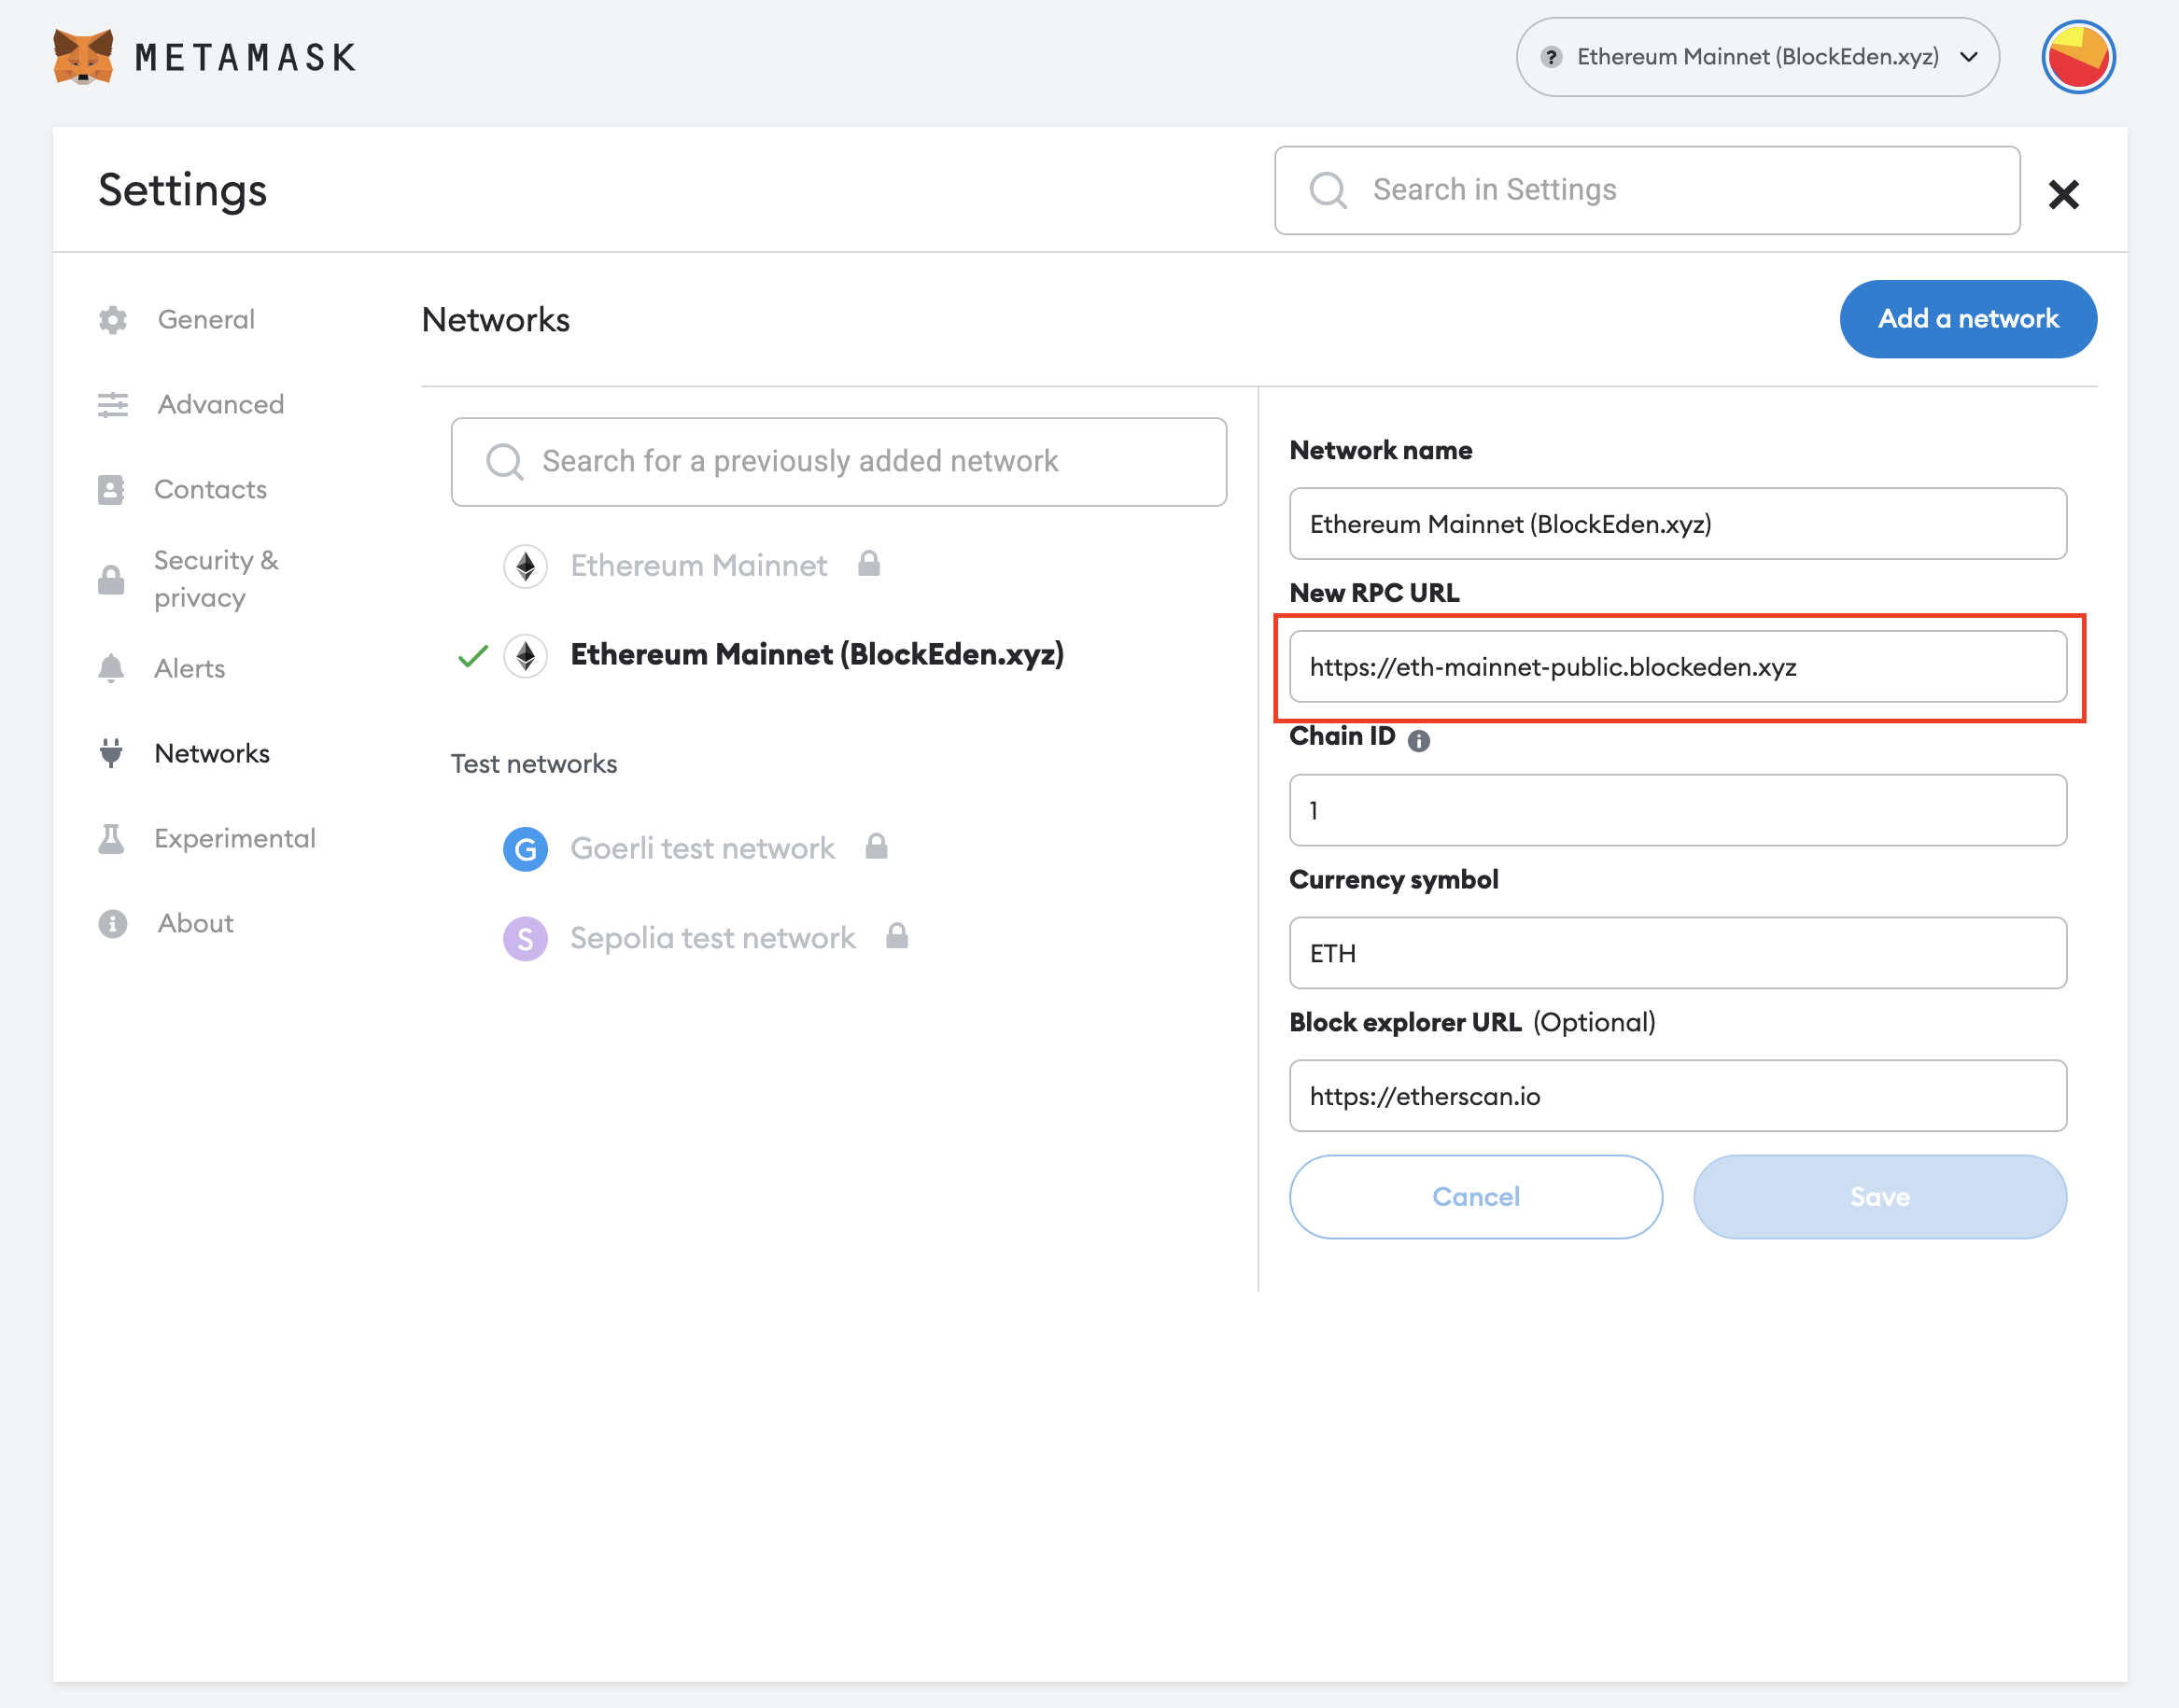 METAMASK
Ethereum Mainnet (BlockEden.xyz)
Settings
Search in Settings
General
Advanced
Contacts
Security &
privacy
Alerts
Networks
Experimental
About
Networks
Add a network
Search for a previously added network
Ethereum Mainnet
Ethereum Mainnet (BlockEden.xyz)
Test networks
G
Goerli test network
S
Sepolia test network
Network name
Ethereum Mainnet (BlockEden.xyz)
New RPC URL
https://eth-mainnet-public.blockeden.xyz
Chain ID
1
Currency symbol
ETH
Block explorer URL (Optional)
https://etherscan.io
Cancel
Save